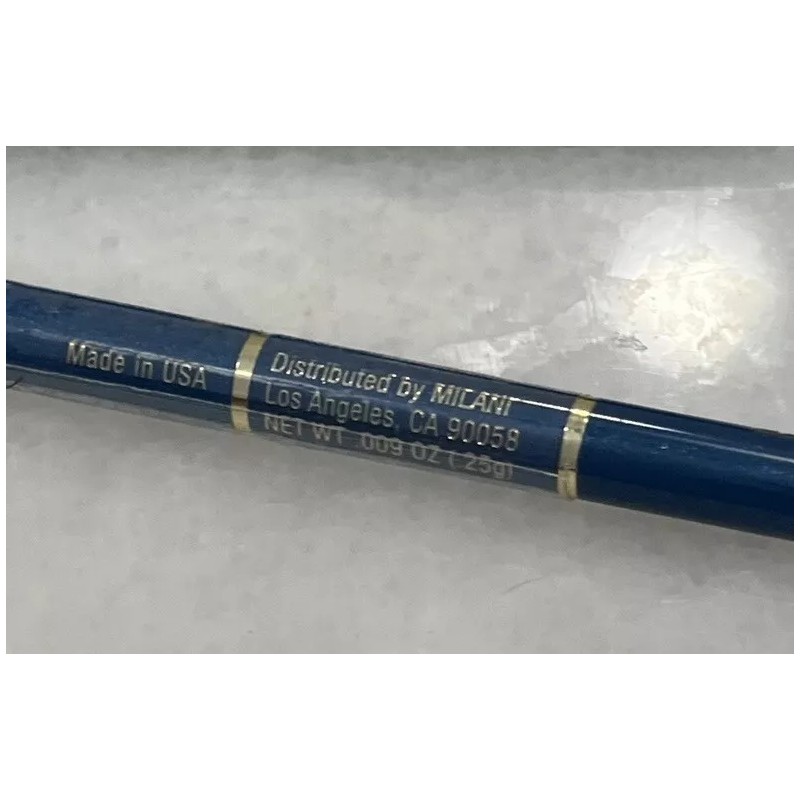 Made in USA
Distributed by MILANI
Los Angeles, CA 90058
NET WT .009 OZ (.25g)